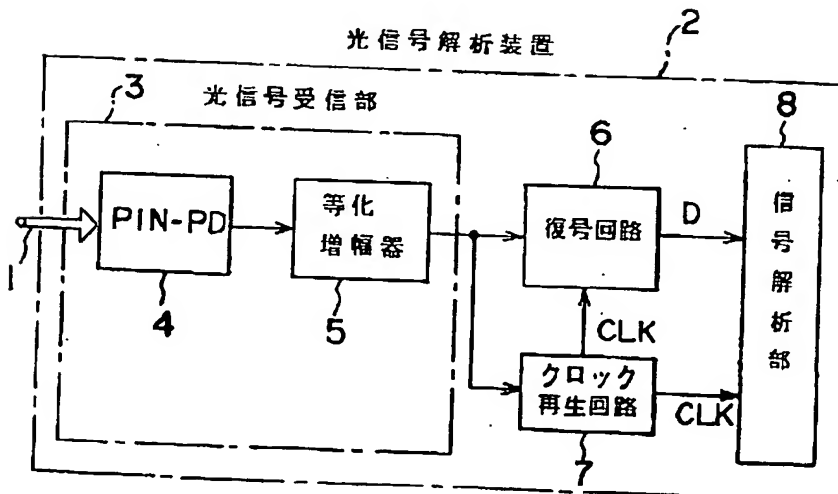 光信号解析装置
2
3
光信号受信部
8
6
PIN-PD
等化
増幅器
復号回路
D
信号解析部
1
4
5
CLK
クロック
再生回路
CLK
7